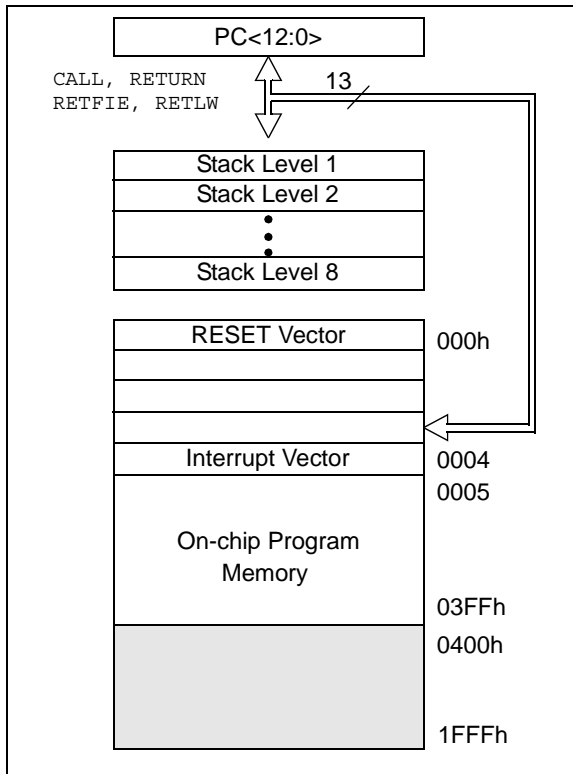 PC<12:0>
CALL, RETURN
RETFIE, RETLW
13
Stack Level 1
Stack Level 2
Stack Level 8
RESET Vector
000h
Interrupt Vector
0004
0005
On-chip Program
Memory
03FFh
0400h
1FFFh